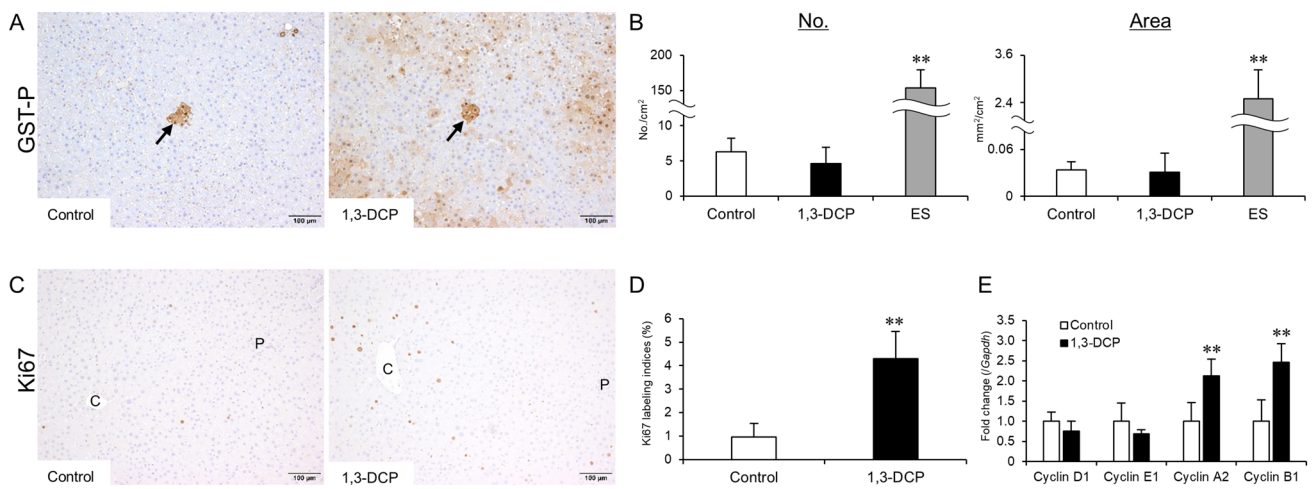 A
GST-P
Control
100 µm
1,3-DCP
100 µm
B
No.
No./cm²
200
150
10
5
0
Control
1,3-DCP
**
ES
Area
mm²/cm²
3.6
2.4
0.06
0
Control
1,3-DCP
**
ES
C
Ki67
C
P
Control
100 µm
C
P
1,3-DCP
100 µm
D
Ki67 labeling indices (%)
6
5
4
3
2
1
0
**
Control
1,3-DCP
E
Fold change (/Gapdh)
3.5
3.0
2.5
2.0
1.5
1.0
0.5
0.0
Control
1,3-DCP
**
**
Cyclin D1
Cyclin E1
Cyclin A2
Cyclin B1